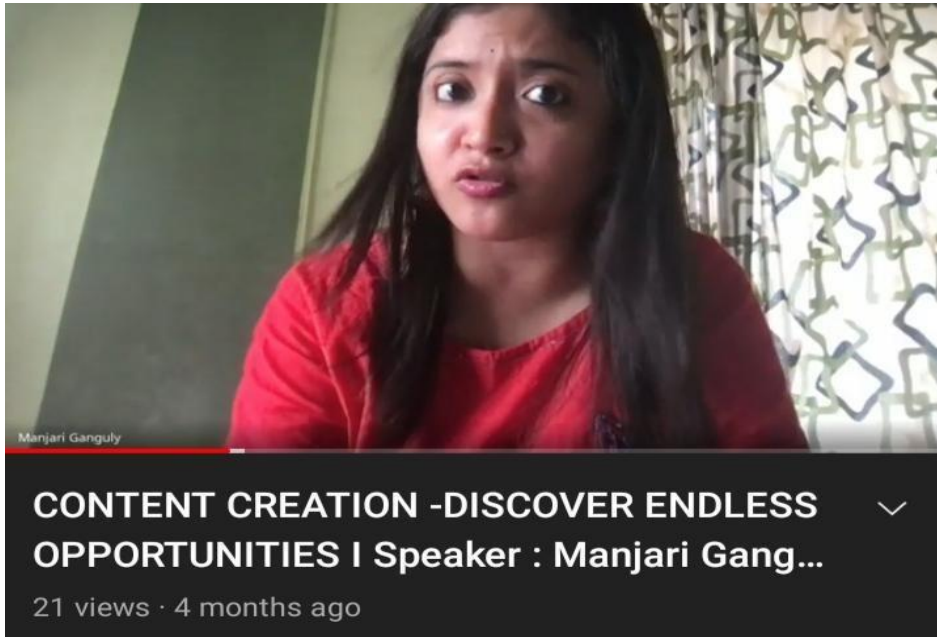 Manjari Ganguly
CONTENT CREATION -DISCOVER ENDLESS
OPPORTUNITIES I Speaker : Manjari Gang...
21 views · 4 months ago